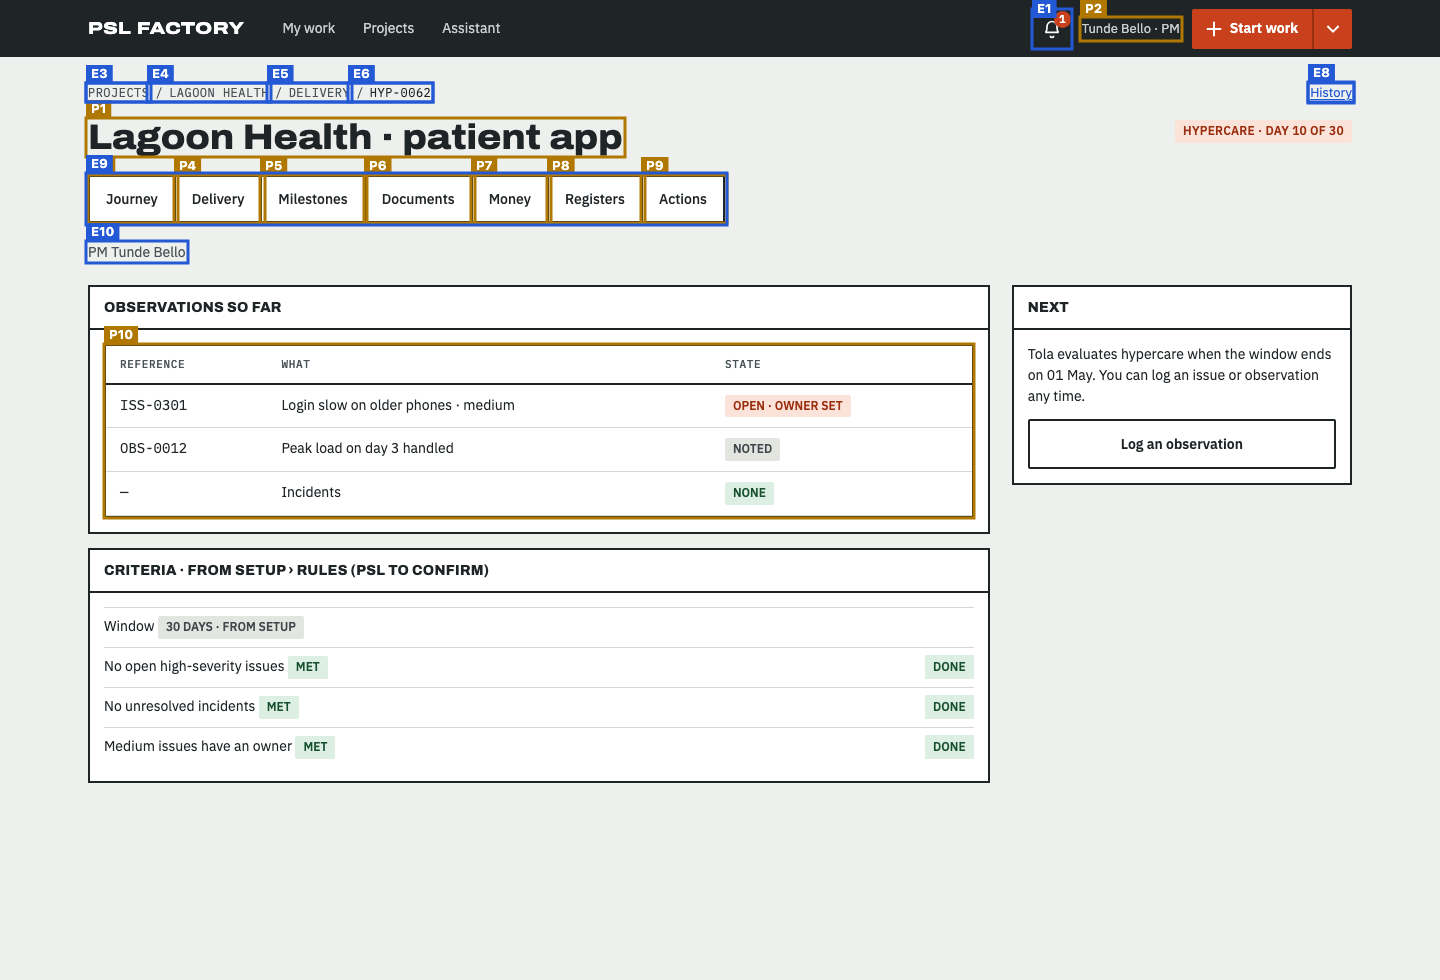 PSL FACTORY My work Projects Assistant E1 1 P2 Tunde Bello · PM Start work
E3 E4 E5 E6 E8
PROJECTS / LAGOON HEALTH / DELIVERY / HYP-0062 History
P1
Lagoon Health · patient app HYPERCARE · DAY 10 OF 30
E9 P4 P5 P6 P7 P8 P9
Journey Delivery Milestones Documents Money Registers Actions
E10
PM Tunde Bello
OBSERVATIONS SO FAR
P10
REFERENCE WHAT STATE
ISS-0301 Login slow on older phones · medium OPEN · OWNER SET
OBS-0012 Peak load on day 3 handled NOTED
— Incidents NONE
NEXT
Tola evaluates hypercare when the window ends
on 01 May. You can log an issue or observation
any time.
Log an observation
CRITERIA · FROM SETUP › RULES (PSL TO CONFIRM)
Window 30 DAYS · FROM SETUP
No open high-severity issues MET DONE
No unresolved incidents MET DONE
Medium issues have an owner MET DONE